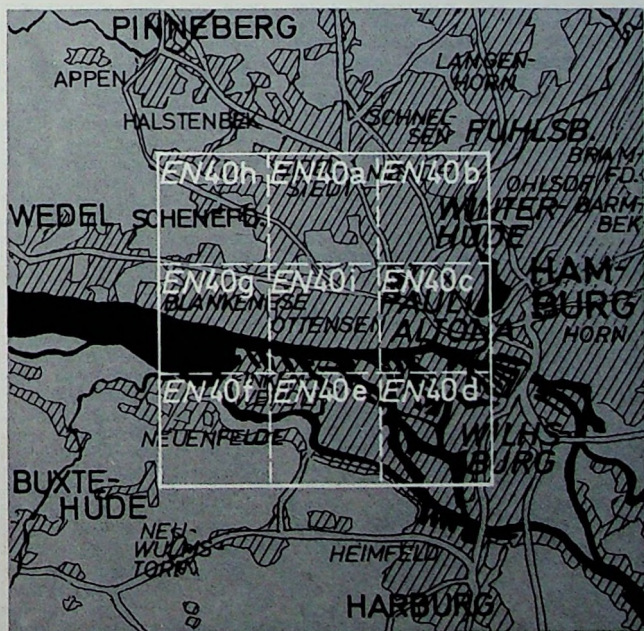 PINNEBERG
APPEN
LANGEN-
HORN
HALSTENBEK
SCHNEL-
SEN
FUHLSB.
BRAM-
FD.
EN40h EN40a EN40b
OHLSDF
BARM-
BEK
WEDEL
SCHENEFD.
WINTER-
HUDE
EN40g EN40i EN40c
HAM-
BURG
BLANKENESE
OTTENSEN
PAULI
ALTONA
HORN
EN40f EN40e EN40d
NEUENFELDE
WILH-
BURG
BUXTE-
HUDE
NEU-
WULMS-
TORF
HEIMFELD
HARBURG